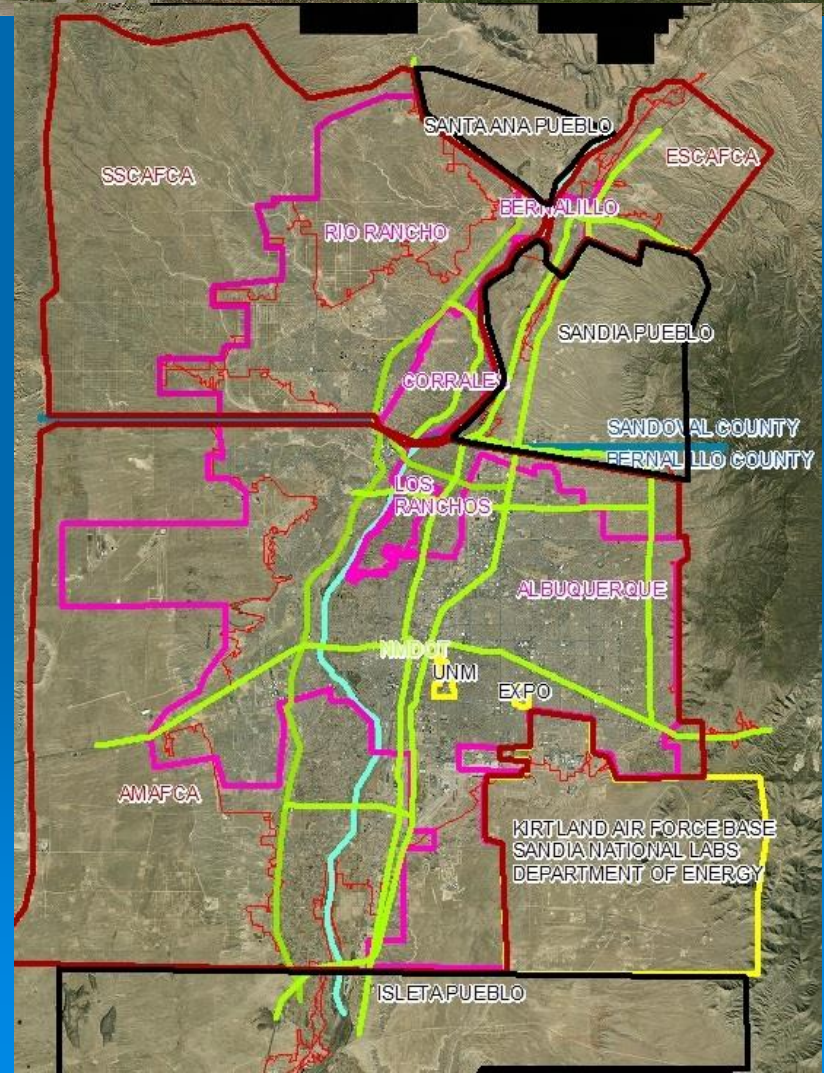 SANTA ANA PUEBLO
ESCAFCA
SSCAFCA
BERNALILLO
RIO RANCHO
SANDIA PUEBLO
CORRALES
SANDOVAL COUNTY
BERNALILLO COUNTY
LOS
RANCHOS
ALBUQUERQUE
NMDOT
UNM
EXPO
AMAFCA
KIRTLAND AIR FORCE BASE
SANDIA NATIONAL LABS
DEPARTMENT OF ENERGY
ISLETA PUEBLO